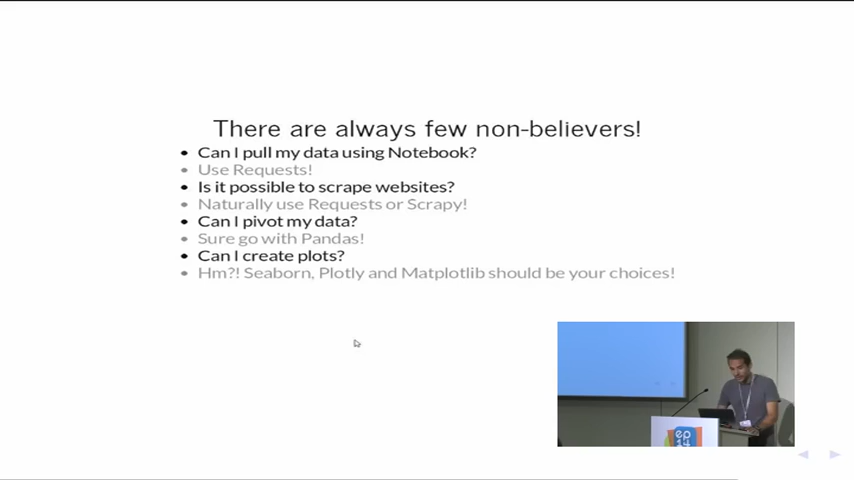 There are always few non-believers!
Can I pull my data using Notebook?
Use Requests!
Is it possible to scrape websites?
Naturally use Requests or Scrapy!
Can I pivot my data?
Sure go with Pandas!
Can I create plots?
Hm?! Seaborn, Plotly and Matplotlib should be your choices!
ep
14